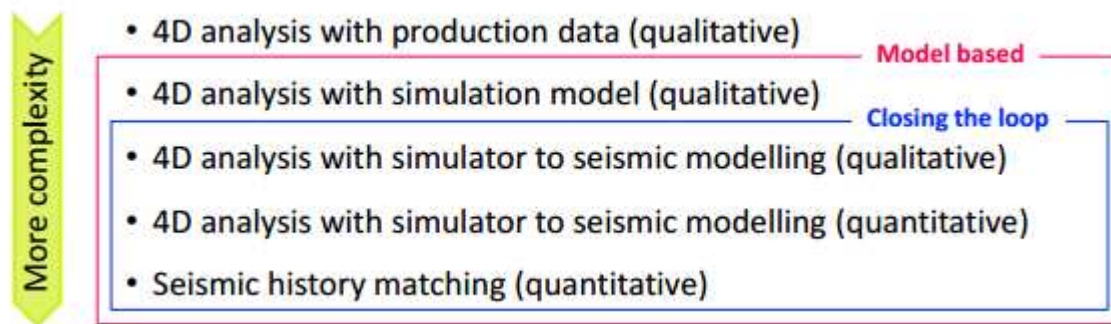 More complexity
• 4D analysis with production data (qualitative)
Model based
• 4D analysis with simulation model (qualitative)
Closing the loop
• 4D analysis with simulator to seismic modelling (qualitative)
• 4D analysis with simulator to seismic modelling (quantitative)
• Seismic history matching (quantitative)